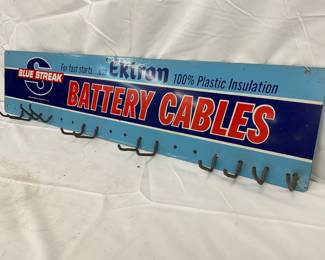 For fast starts... Ektron 100% Plastic Insulation
S
BLUE STREAK
BATTERY CABLES